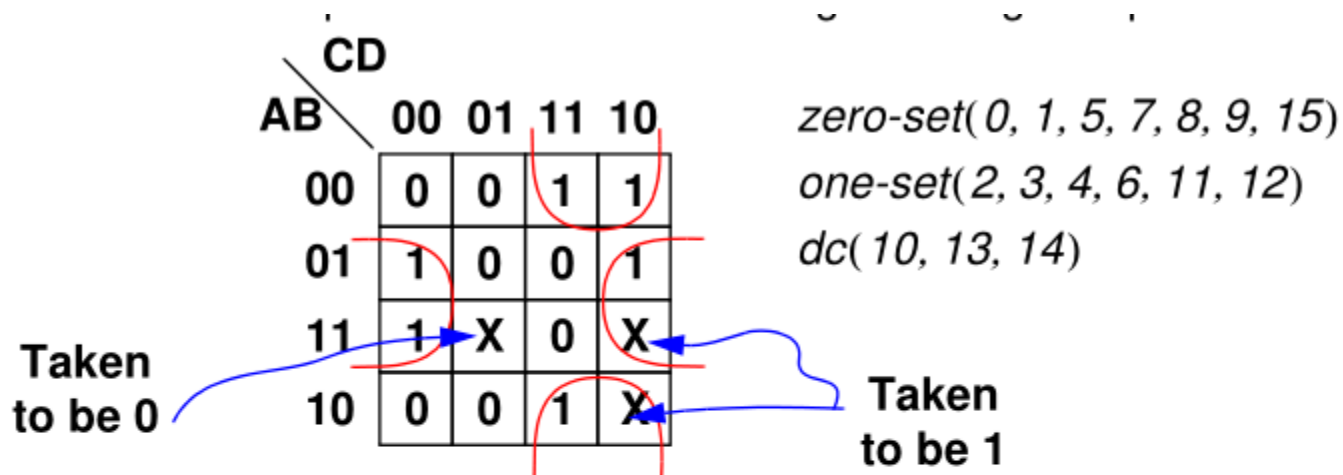 CD
AB 00 01 11 10
zero-set( 0, 1, 5, 7, 8, 9, 15)
00 0 0 1 1
one-set( 2, 3, 4, 6, 11, 12)
01 1 0 0 1
dc( 10, 13, 14)
11 1 X 0 X
10 0 0 1 X
Taken
to be 0
Taken
to be 1